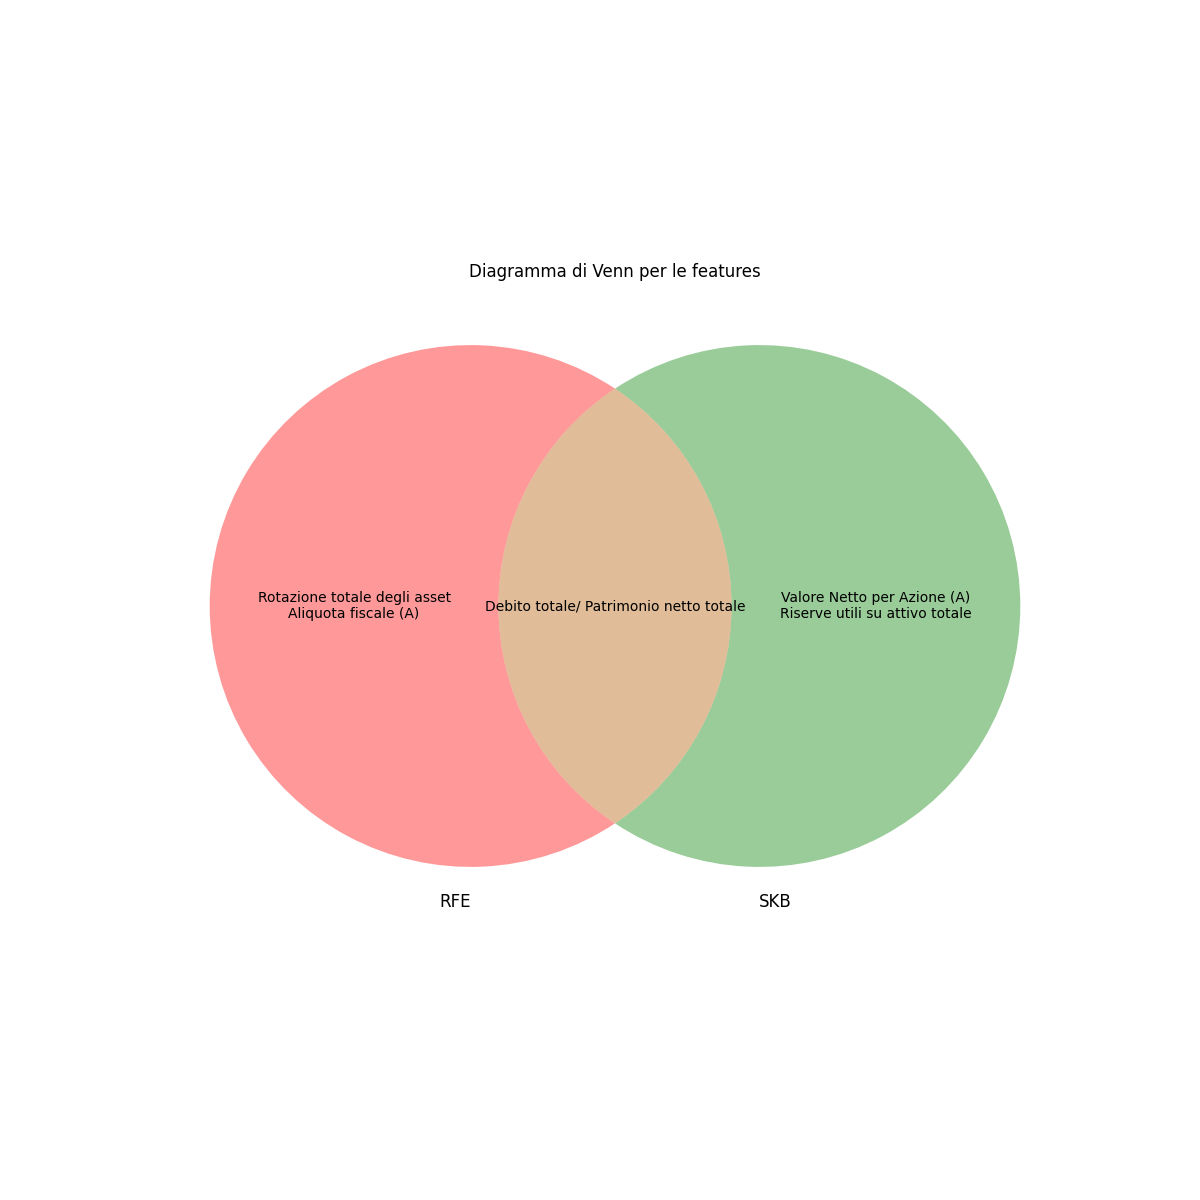 Diagramma di Venn per le features
Rotazione totale degli asset
Aliquota fiscale (A)
Debito totale/ Patrimonio netto totale
Valore Netto per Azione (A)
Riserve utili su attivo totale
RFE
SKB